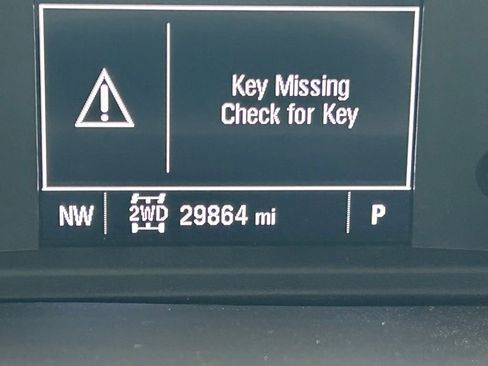 Key Missing
Check for Key
NW 2WD 29864 mi P